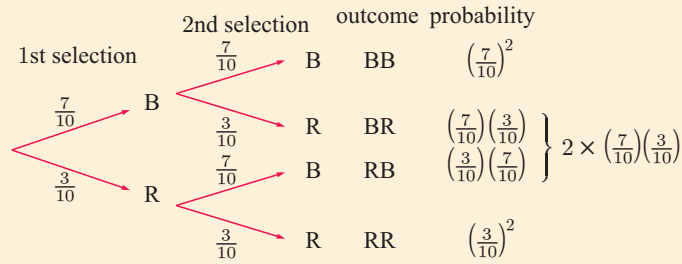 2nd selection outcome probability
1st selection
7/10 B BB (7/10)^2
7/10 B
3/10 R BR (7/10)(3/10)
7/10 B RB (3/10)(7/10) } 2 × (7/10)(3/10)
3/10 R
3/10 R RR (3/10)^2